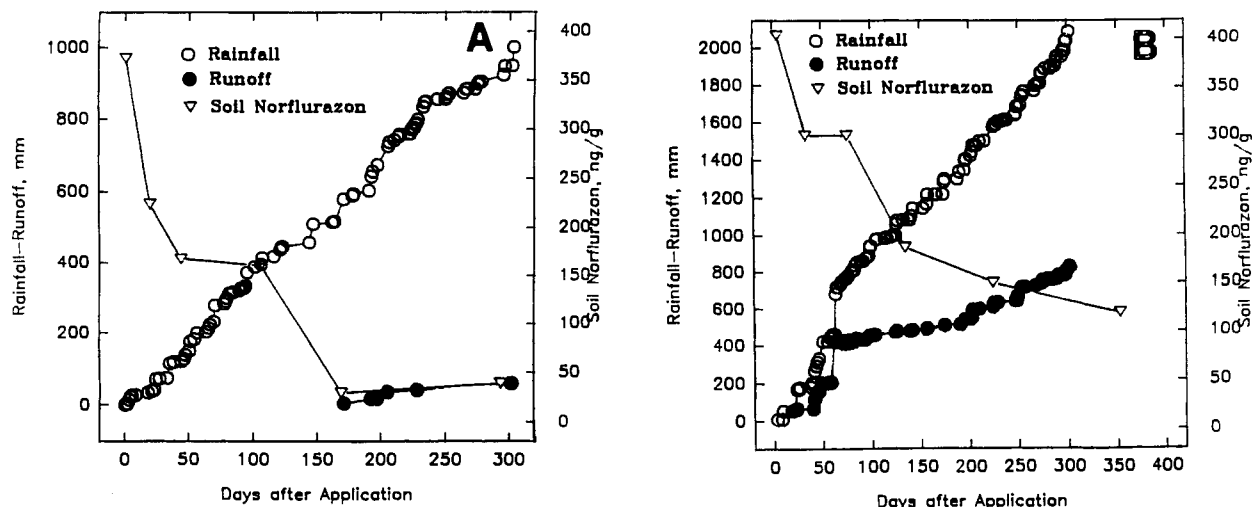 A
Rainfall
Runoff
Soil Norflurazon
Rainfall-Runoff, mm
1000
800
600
400
200
0
Soil Norflurazon, ng/g
400
350
300
250
200
150
100
50
0
0 50 100 150 200 250 300
Days after Application
B
Rainfall
Runoff
Soil Norflurazon
Rainfall-Runoff, mm
2000
1800
1600
1400
1200
1000
800
600
400
200
0
Soil Norflurazon, ng/g
400
350
300
250
200
150
100
50
0
0 50 100 150 200 250 300 350 400
Days after Application